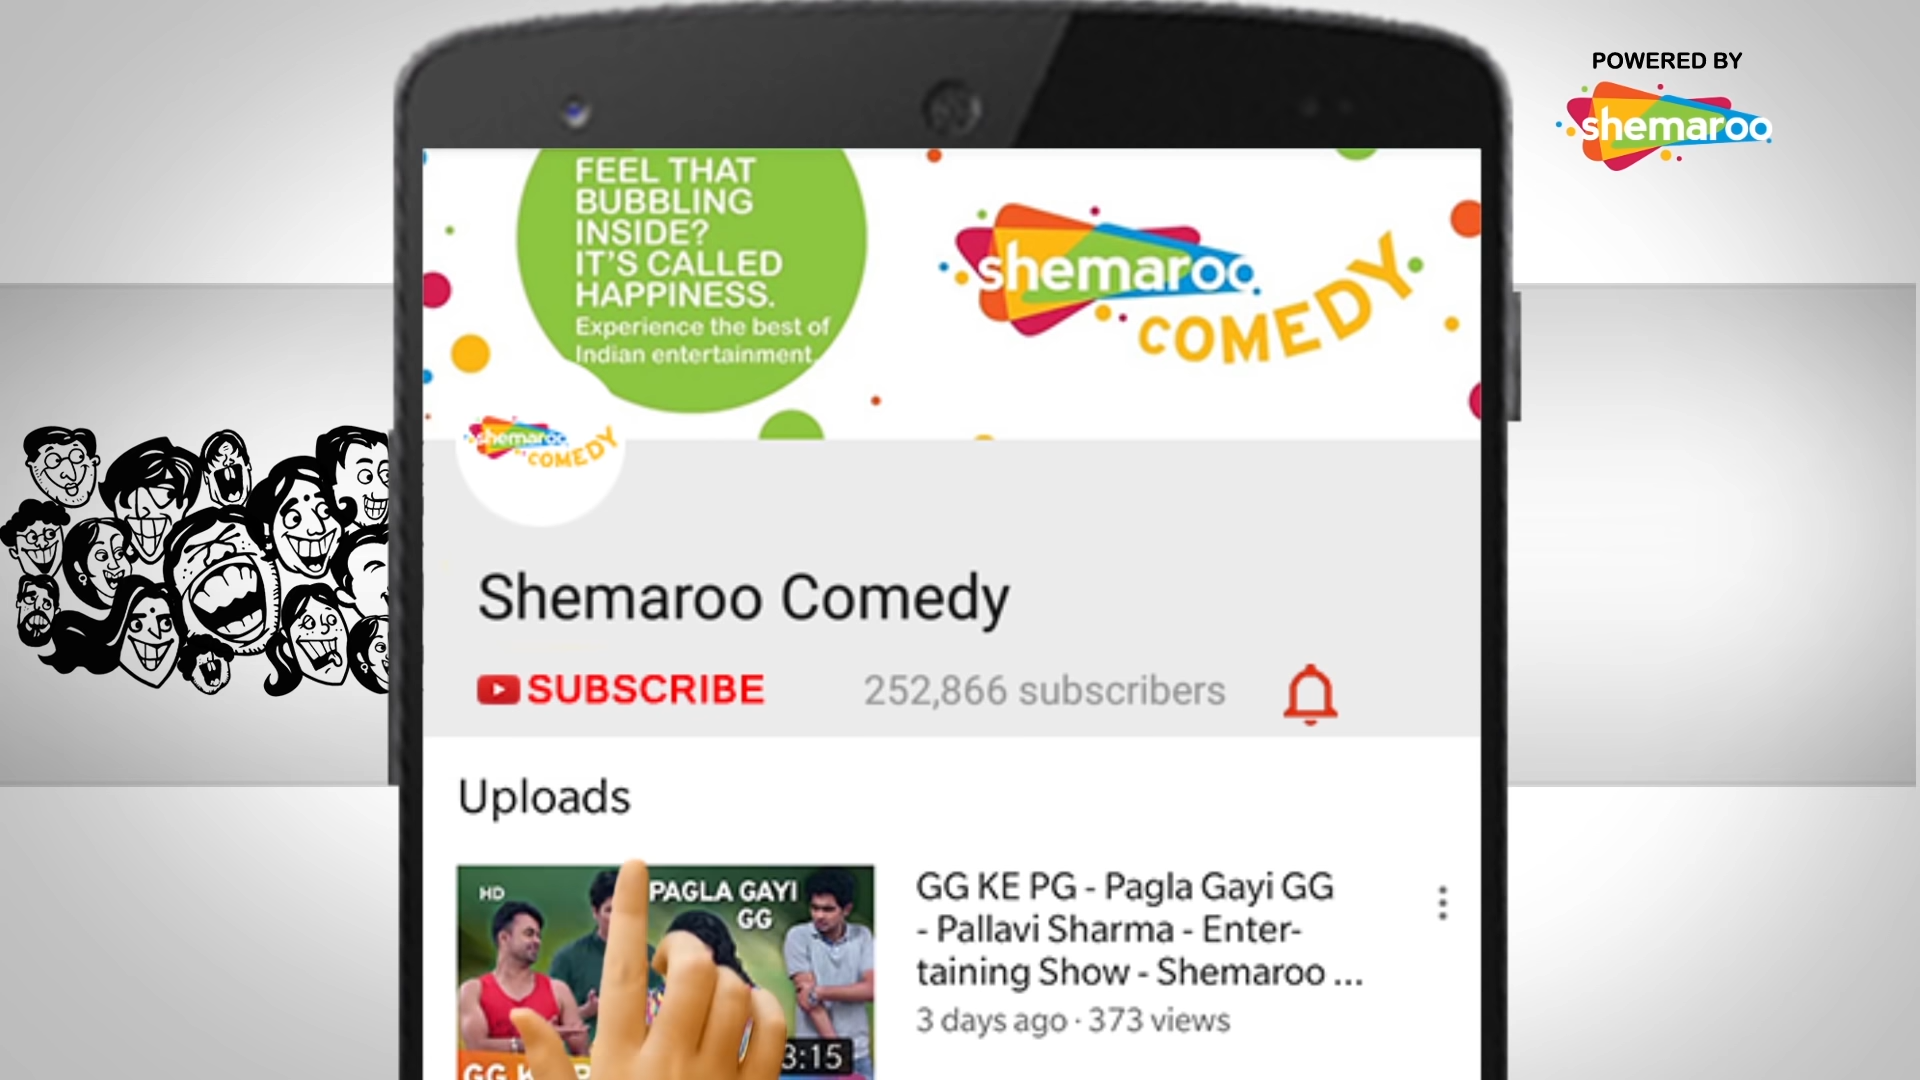 POWERED BY
shemaroo
FEEL THAT
BUBBLING
INSIDE?
IT'S CALLED
HAPPINESS.
Experience the best of
Indian entertainment
shemaroo
COMEDY
shemaroo
COMEDY
Shemaroo Comedy
SUBSCRIBE 252,866 subscribers
Uploads
HD
PAGLA GAYI
GG
3:15
GG KE PG - Pagla Gayi GG
- Pallavi Sharma - Enter-
taining Show - Shemaroo ...
3 days ago · 373 views